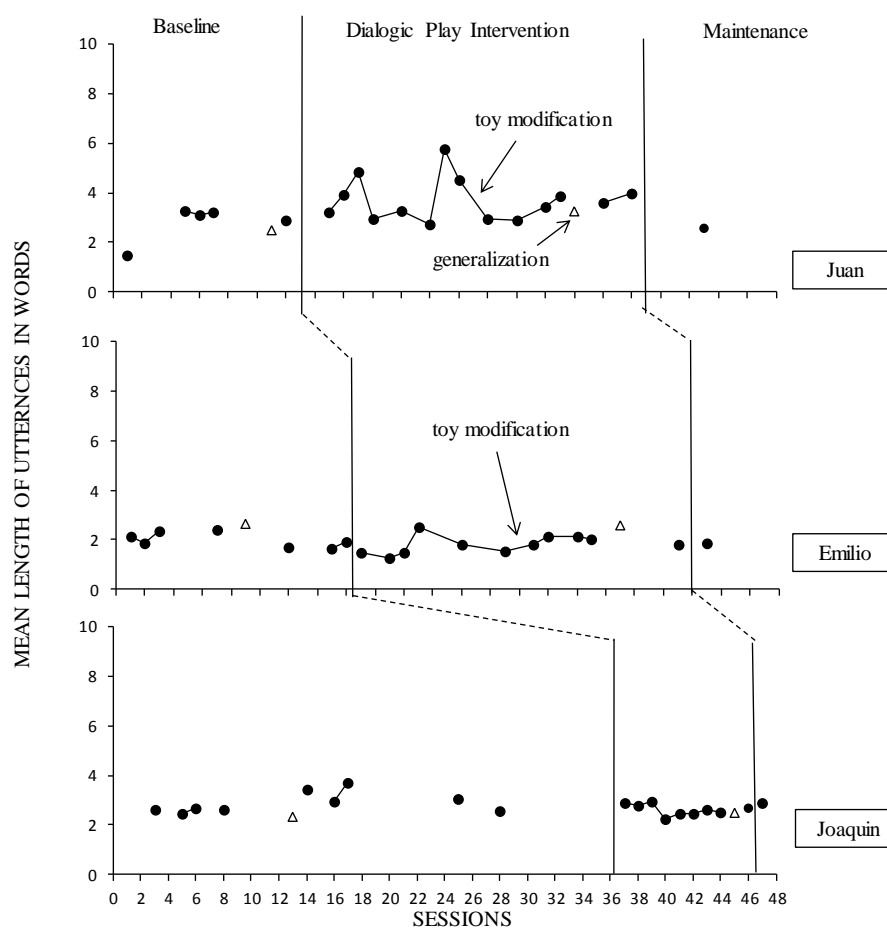 Baseline Dialogic Play Intervention Maintenance
10
8
6
4
2
0
toy modification
generalization
Juan
10
8
6
4
2
0
toy modification
Emilio
10
8
6
4
2
0
Joaquin
0 2 4 6 8 10 12 14 16 18 20 22 24 26 28 30 32 34 36 38 40 42 44 46 48
SESSIONS
MEAN LENGTH OF UTTERNCES IN WORDS